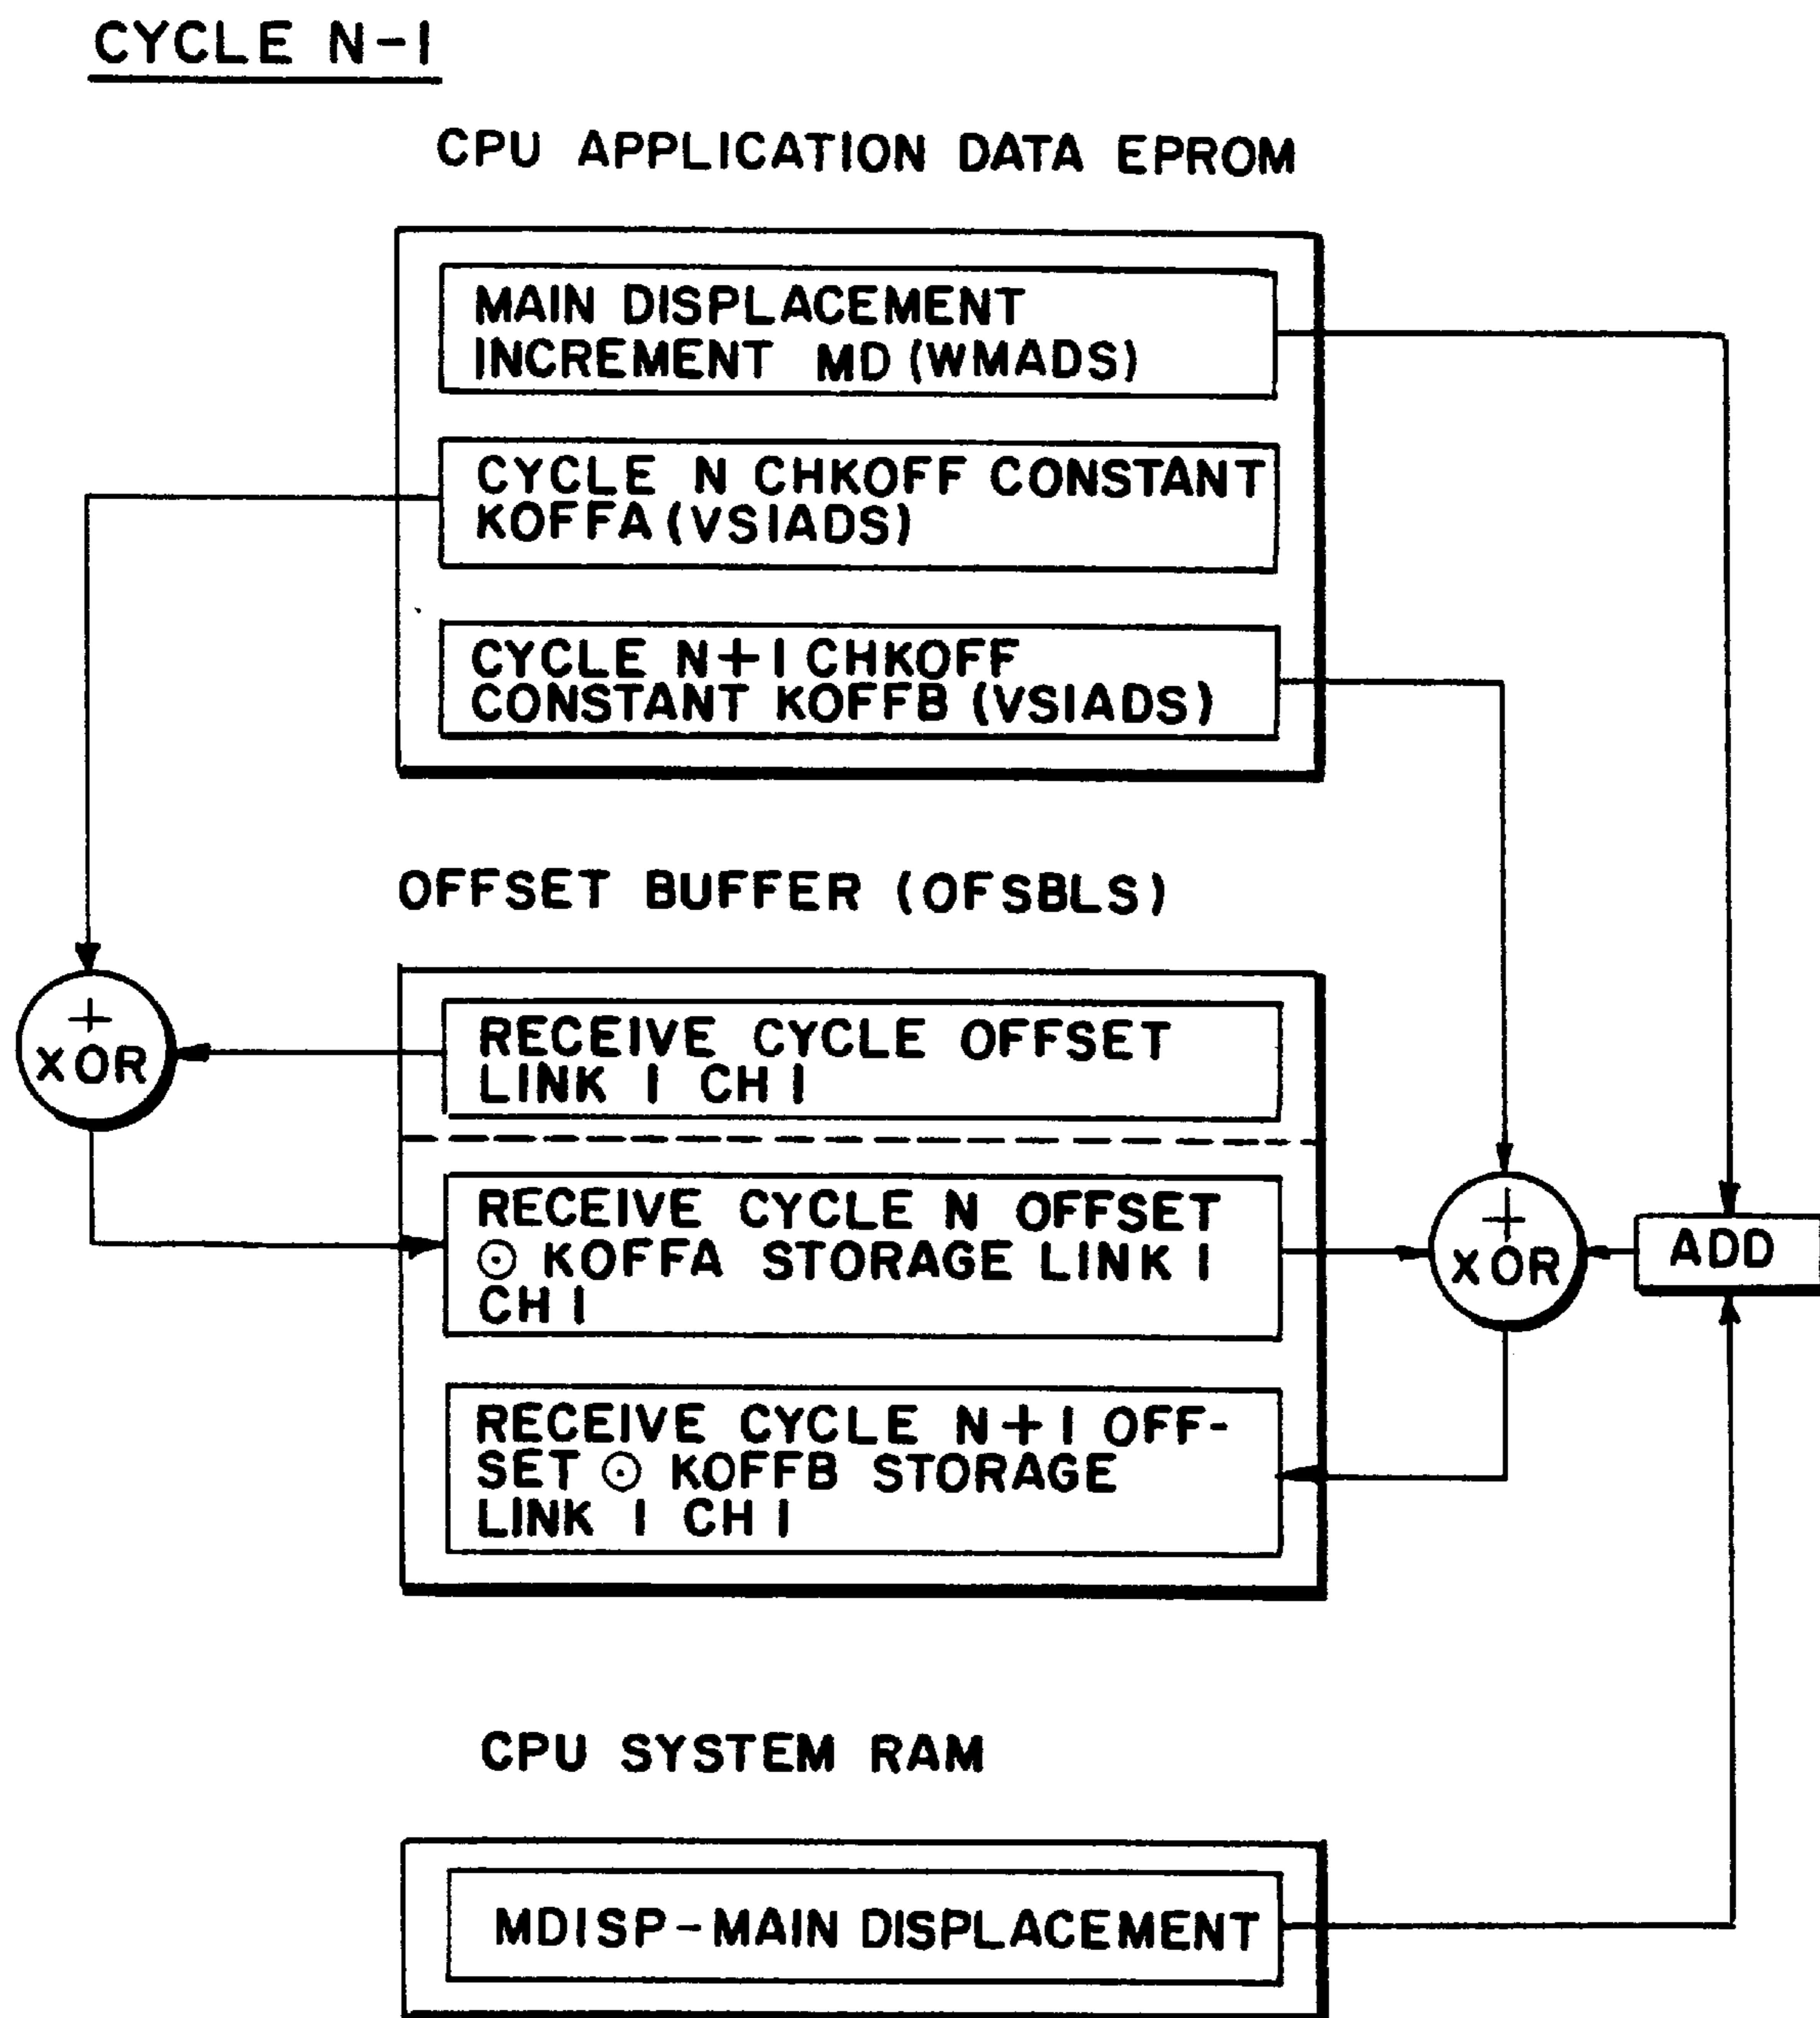 CYCLE N-1
CPU APPLICATION DATA EPROM
MAIN DISPLACEMENT
INCREMENT MD (WMADS)
CYCLE N CHKOFF CONSTANT
KOFFA (VSIADS)
CYCLE N+1 CHKOFF
CONSTANT KOFFB (VSIADS)
OFFSET BUFFER (OFSBLS)
+
XOR
RECEIVE CYCLE OFFSET
LINK 1 CH 1
RECEIVE CYCLE N OFFSET
⊙ KOFFA STORAGE LINK 1
CH 1
+
XOR
ADD
RECEIVE CYCLE N+1 OFF-
SET ⊙ KOFFB STORAGE
LINK 1 CH 1
CPU SYSTEM RAM
MDISP-MAIN DISPLACEMENT